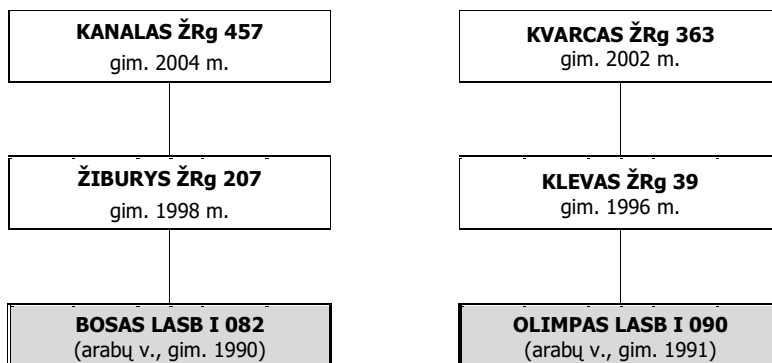 KANALAS ŽRg 457
gim. 2004 m.
KVARCAS ŽRg 363
gim. 2002 m.
ŽIBURYS ŽRg 207
gim. 1998 m.
KLEVAS ŽRg 39
gim. 1996 m.
BOSAS LASB I 082
(arabų v., gim. 1990)
OLIMPAS LASB I 090
(arabų v., gim. 1991)